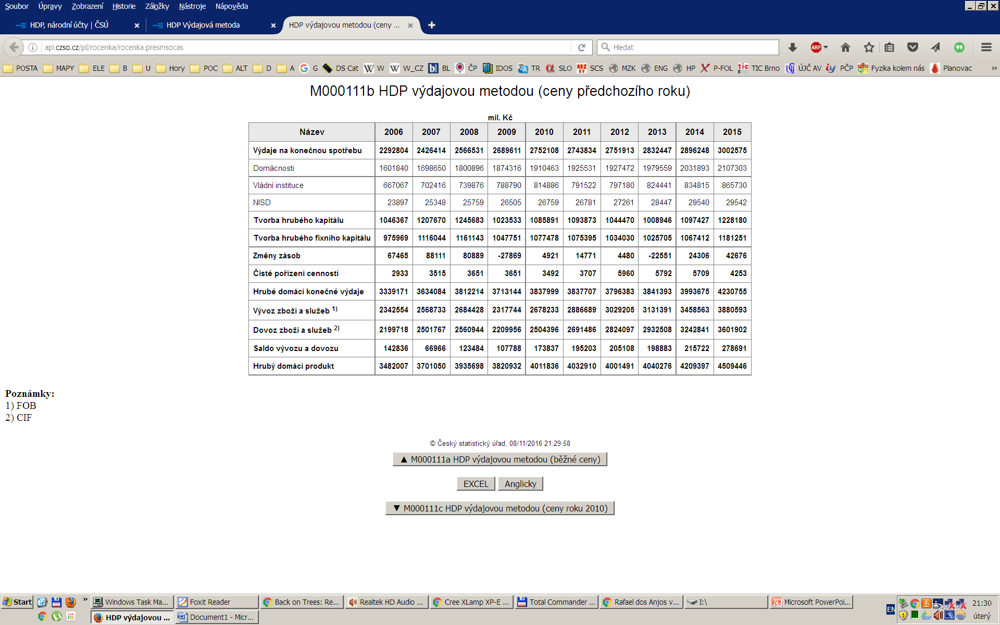 Soubor Úpravy Zobrazení Historie Záložky Nástroje Nápověda
HDP, národní účty | ČSÚ HDP Výdajová metoda HDP výdajovou metodou (ceny ...
apl.czso.cz/pll/rocenka/rocenka.presmsocas Hledat ABP
POSTA MAPY ELE B U Hory POC ALT D A G DS Cat W W_CZ BL ČP IDOS TR SLO SCS MZK ENG HP P-FOL TIC Brno ÚJČ AV PČP Fyzika kolem nás Planovac »
M000111b HDP výdajovou metodou (ceny předchozího roku)
mil. Kč
Název 2006 2007 2008 2009 2010 2011 2012 2013 2014 2015
Výdaje na konečnou spotřebu 2292804 2426414 2566531 2689611 2752108 2743834 2751913 2832447 2896248 3002575
Domácnosti 1601840 1698650 1800896 1874316 1910463 1925531 1927472 1979559 2031893 2107303
Vládní instituce 667067 702416 739876 788790 814886 791522 797180 824441 834815 865730
NISD 23897 25348 25759 26505 26759 26781 27261 28447 29540 29542
Tvorba hrubého kapitálu 1046367 1207670 1245683 1023533 1085891 1093873 1044470 1008946 1097427 1228180
Tvorba hrubého fixního kapitálu 975969 1116044 1161143 1047751 1077478 1075395 1034030 1025705 1067412 1181251
Změny zásob 67465 88111 80889 -27869 4921 14771 4480 -22551 24306 42676
Čisté pořízení cenností 2933 3515 3651 3651 3492 3707 5960 5792 5709 4253
Hrubé domácí konečné výdaje 3339171 3634084 3812214 3713144 3837999 3837707 3796383 3841393 3993675 4230755
Vývoz zboží a služeb 1) 2342554 2568733 2684428 2317744 2678233 2886689 3029205 3131391 3458563 3880593
Dovoz zboží a služeb 2) 2199718 2501767 2560944 2209956 2504396 2691486 2824097 2932508 3242841 3601902
Saldo vývozu a dovozu 142836 66966 123484 107788 173837 195203 205108 198883 215722 278691
Hrubý domácí produkt 3482007 3701050 3935698 3820932 4011836 4032910 4001491 4040276 4209397 4509446
Poznámky:
1) FOB
2) CIF
© Český statistický úřad, 08/11/2016 21:29:58
▲ M000111a HDP výdajovou metodou (běžné ceny)
EXCEL Anglicky
▼ M000111c HDP výdajovou metodou (ceny roku 2010)
Start » Windows Task Ma... Foxit Reader Back on Trees: Re... Realtek HD Audio ... Cree XLamp XP-E ... Total Commander ... Rafael dos Anjos v... I:\ Microsoft PowerPoi... EN 21:30
HDP výdajovou ... Document1 - Micr... úterý